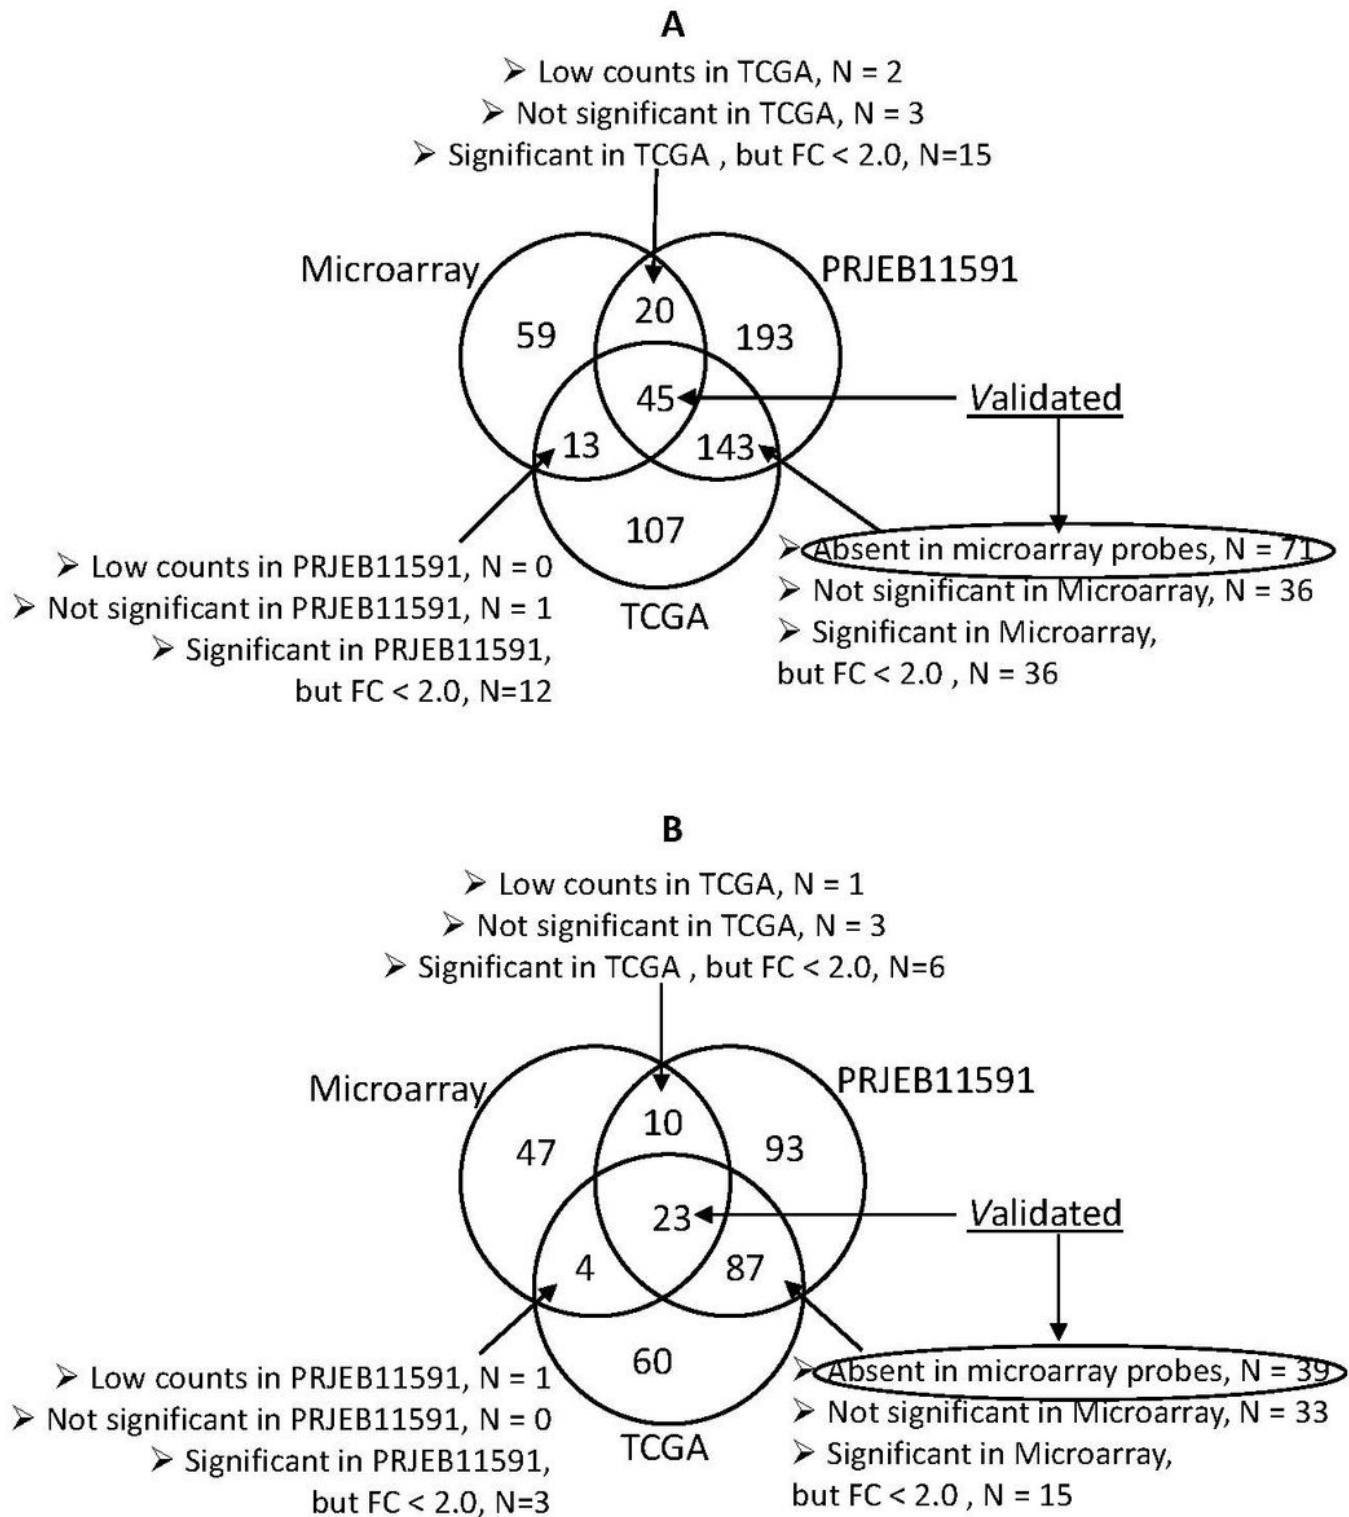 A
➢ Low counts in TCGA, N = 2
➢ Not significant in TCGA, N = 3
➢ Significant in TCGA , but FC < 2.0, N=15
Microarray
PRJEB11591
20
59
193
45
Validated
13
143
107
➢ Absent in microarray probes, N = 71
➢ Low counts in PRJEB11591, N = 0
➢ Not significant in Microarray, N = 36
➢ Not significant in PRJEB11591, N = 1
TCGA
➢ Significant in Microarray,
but FC < 2.0 , N = 36
➢ Significant in PRJEB11591,
but FC < 2.0, N=12
B
➢ Low counts in TCGA, N = 1
➢ Not significant in TCGA, N = 3
➢ Significant in TCGA , but FC < 2.0, N=6
Microarray
PRJEB11591
10
47
93
23
Validated
4
87
60
➢ Absent in microarray probes, N = 39
➢ Low counts in PRJEB11591, N = 1
➢ Not significant in Microarray, N = 33
➢ Not significant in PRJEB11591, N = 0
TCGA
➢ Significant in Microarray,
but FC < 2.0 , N = 15
➢ Significant in PRJEB11591,
but FC < 2.0, N=3